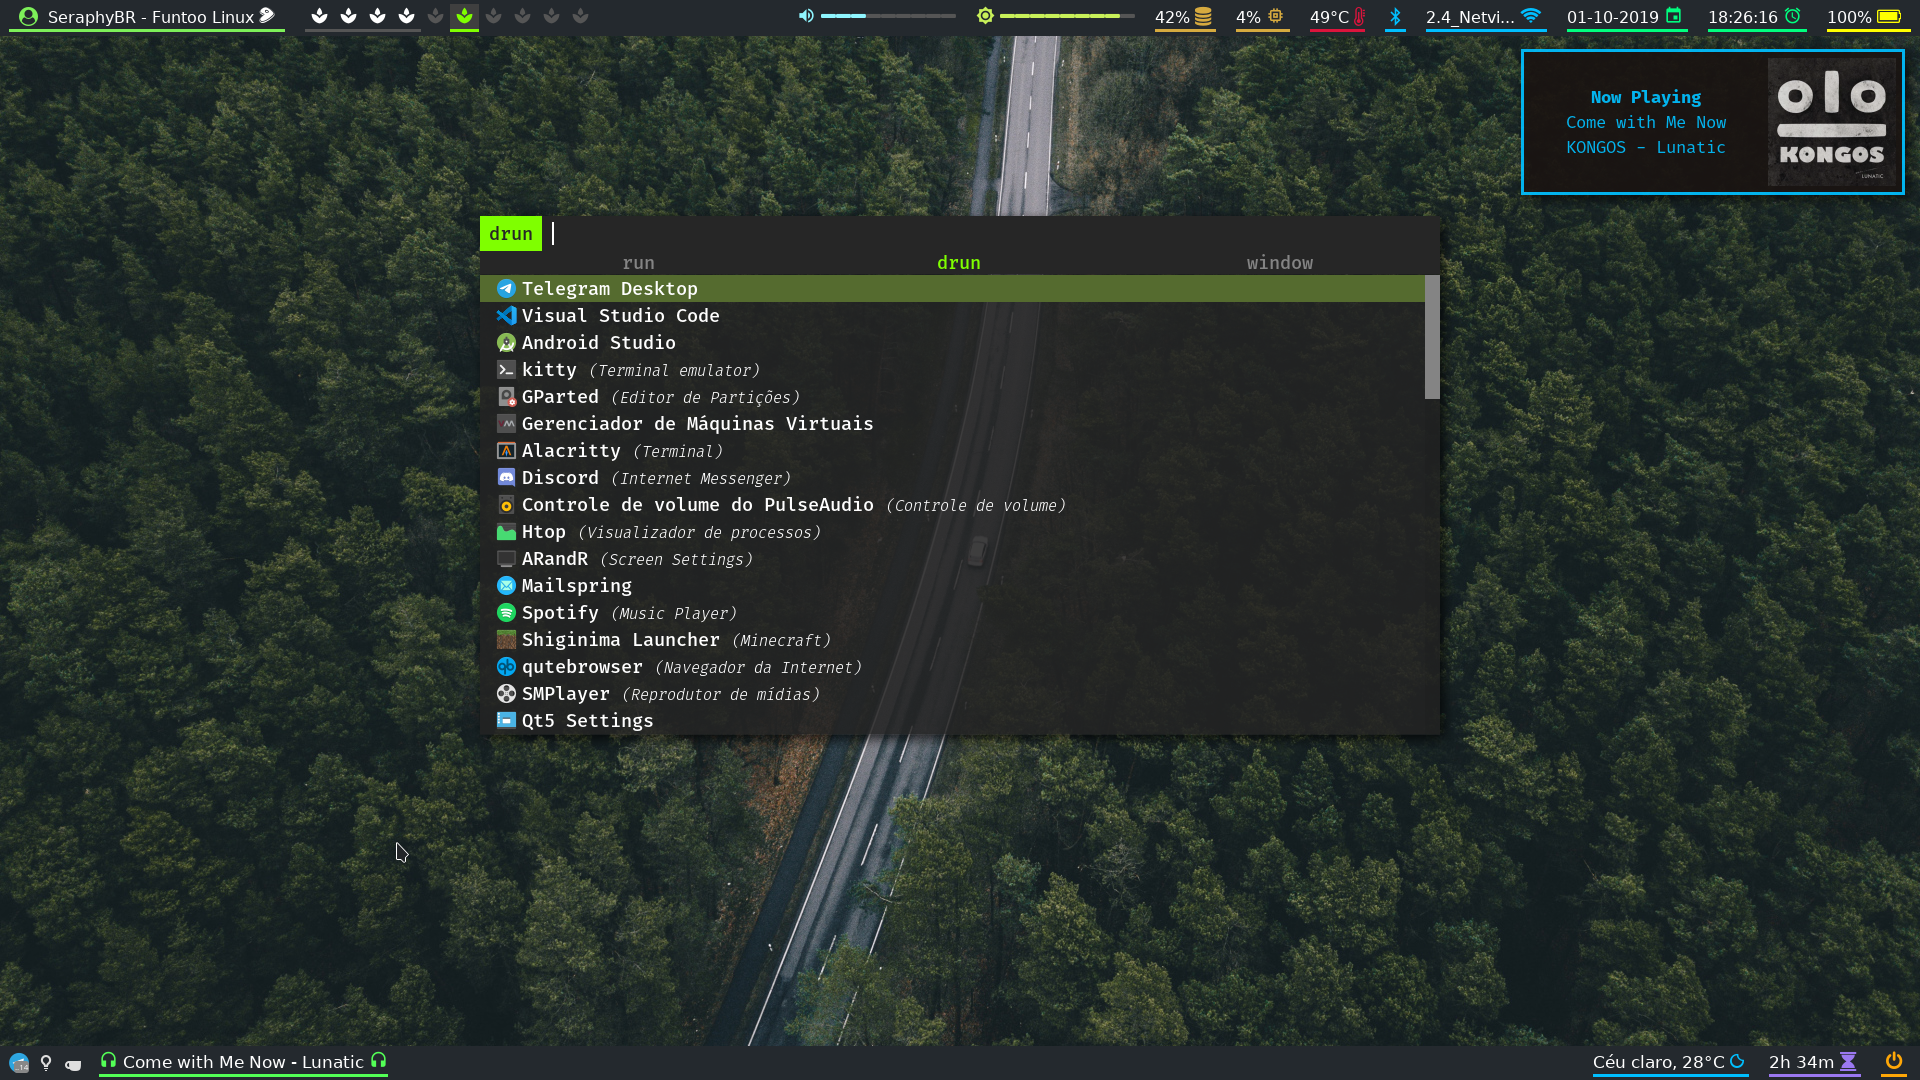 SeraphyBR - Funtoo Linux
42%
4%
49°C
2.4_Netvi...
01-10-2019
18:26:16
100%
Now Playing
Come with Me Now
KONGOS - Lunatic
olo
KONGOS
LUNATIC
drun
run drun window
Telegram Desktop
Visual Studio Code
Android Studio
kitty (Terminal emulator)
GParted (Editor de Partições)
Gerenciador de Máquinas Virtuais
Alacritty (Terminal)
Discord (Internet Messenger)
Controle de volume do PulseAudio (Controle de volume)
Htop (Visualizador de processos)
ARandR (Screen Settings)
Mailspring
Spotify (Music Player)
Shiginima Launcher (Minecraft)
qutebrowser (Navegador da Internet)
SMPlayer (Reprodutor de mídias)
Qt5 Settings
Come with Me Now - Lunatic
Céu claro, 28°C
2h 34m